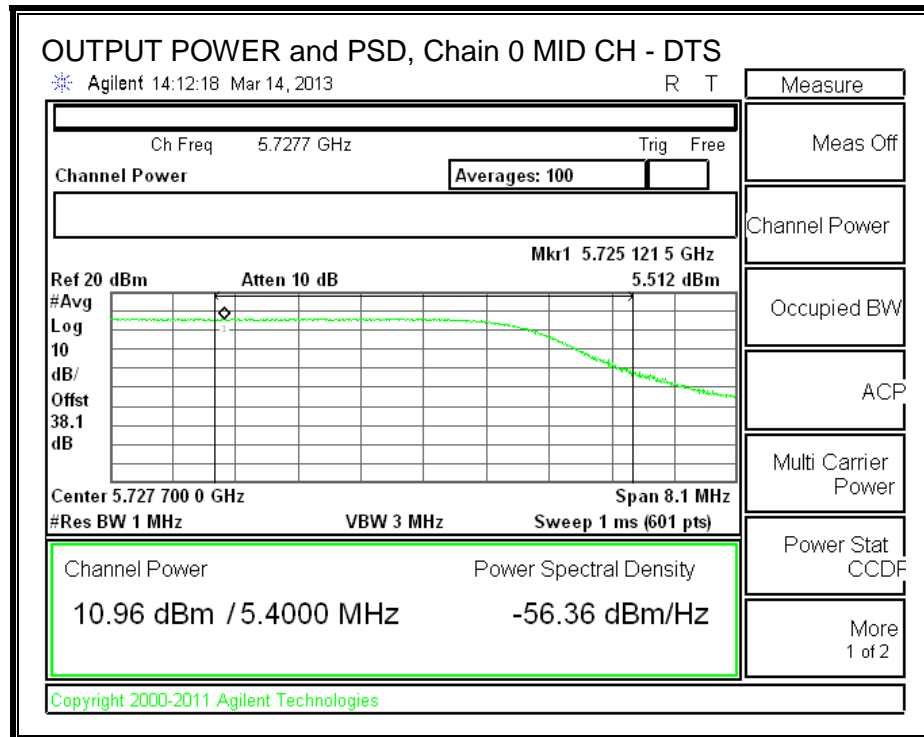 OUTPUT POWER and PSD, Chain 0 MID CH - DTS
Agilent 14:12:18 Mar 14, 2013 R T
Measure
Ch Freq 5.7277 GHz Trig Free
Meas Off
Channel Power Averages: 100
Channel Power
Mkr1 5.725 121 5 GHz
Ref 20 dBm Atten 10 dB 5.512 dBm
#Avg
Log
10
dB/
Offst
38.1
dB
1
Occupied BW
ACP
Center 5.727 700 0 GHz Span 8.1 MHz
#Res BW 1 MHz VBW 3 MHz Sweep 1 ms (601 pts)
Multi Carrier
Power
Channel Power Power Spectral Density
10.96 dBm / 5.4000 MHz -56.36 dBm/Hz
Power Stat
CCDF
More
1 of 2
Copyright 2000-2011 Agilent Technologies